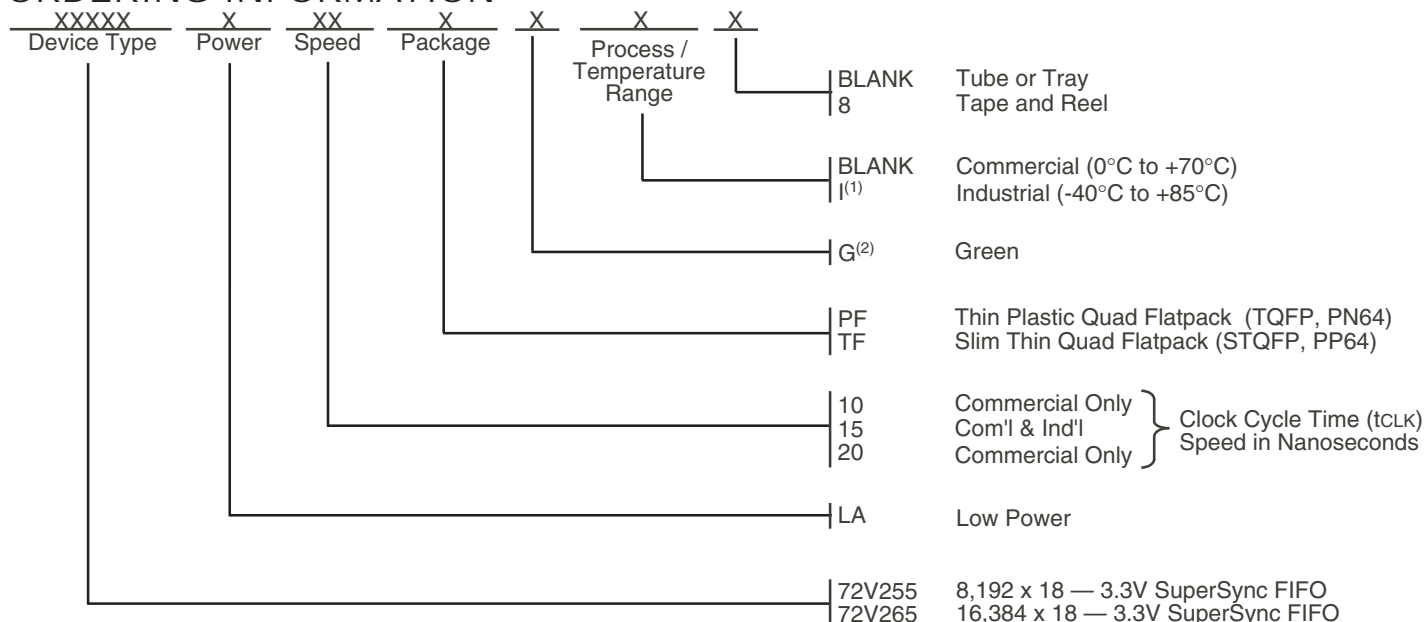 ORDERING INFORMATION
XXXXX X XX X X X X
Device Type Power Speed Package Process / Temperature Range
BLANK Tube or Tray
8 Tape and Reel
BLANK Commercial (0°C to +70°C)
I(1) Industrial (-40°C to +85°C)
G(2) Green
PF Thin Plastic Quad Flatpack (TQFP, PN64)
TF Slim Thin Quad Flatpack (STQFP, PP64)
10 Commercial Only
15 Com'l & Ind'l
20 Commercial Only
Clock Cycle Time (tCLK)
Speed in Nanoseconds
LA Low Power
72V255 8,192 x 18 — 3.3V SuperSync FIFO
72V265 16,384 x 18 — 3.3V SuperSync FIFO